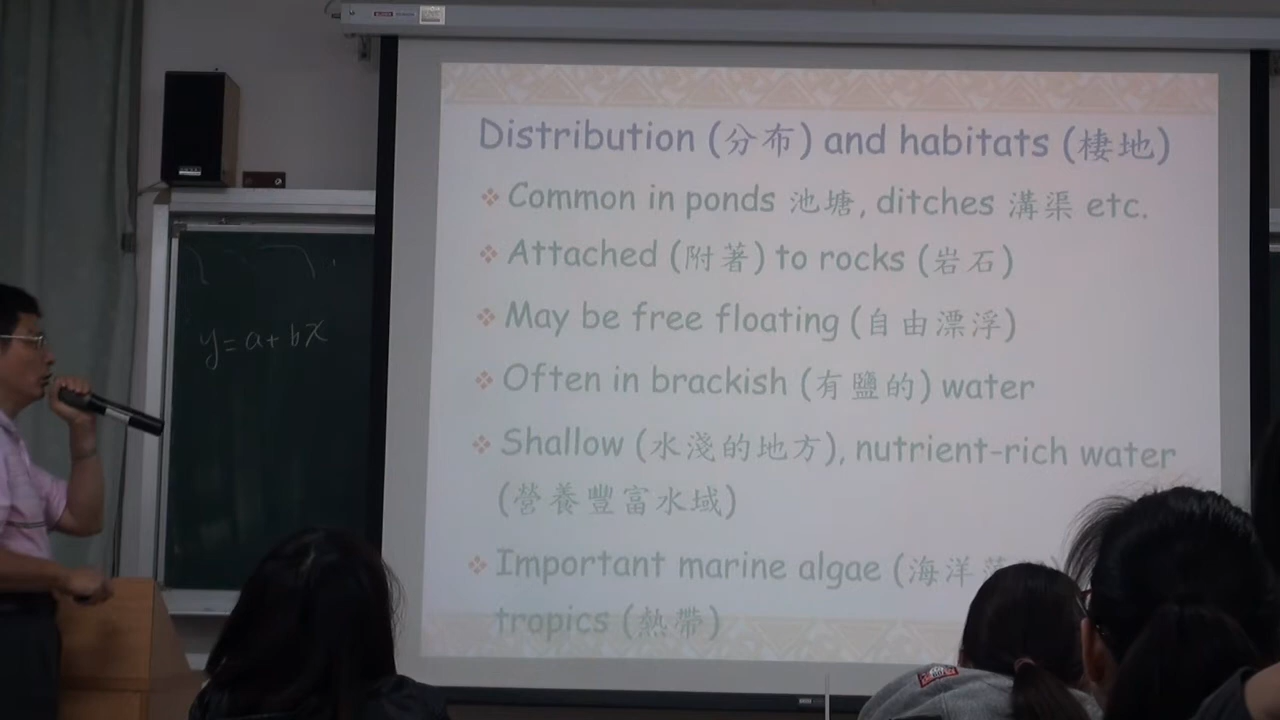 Distribution (分布) and habitats (棲地)
Common in ponds 池塘, ditches 溝渠 etc.
Attached (附著) to rocks (岩石)
May be free floating (自由漂浮)
Often in brackish (有鹽的) water
Shallow (水淺的地方), nutrient-rich water
(營養豐富水域)
Important marine algae (海洋藻
tropics (熱帶)
y = a + bx